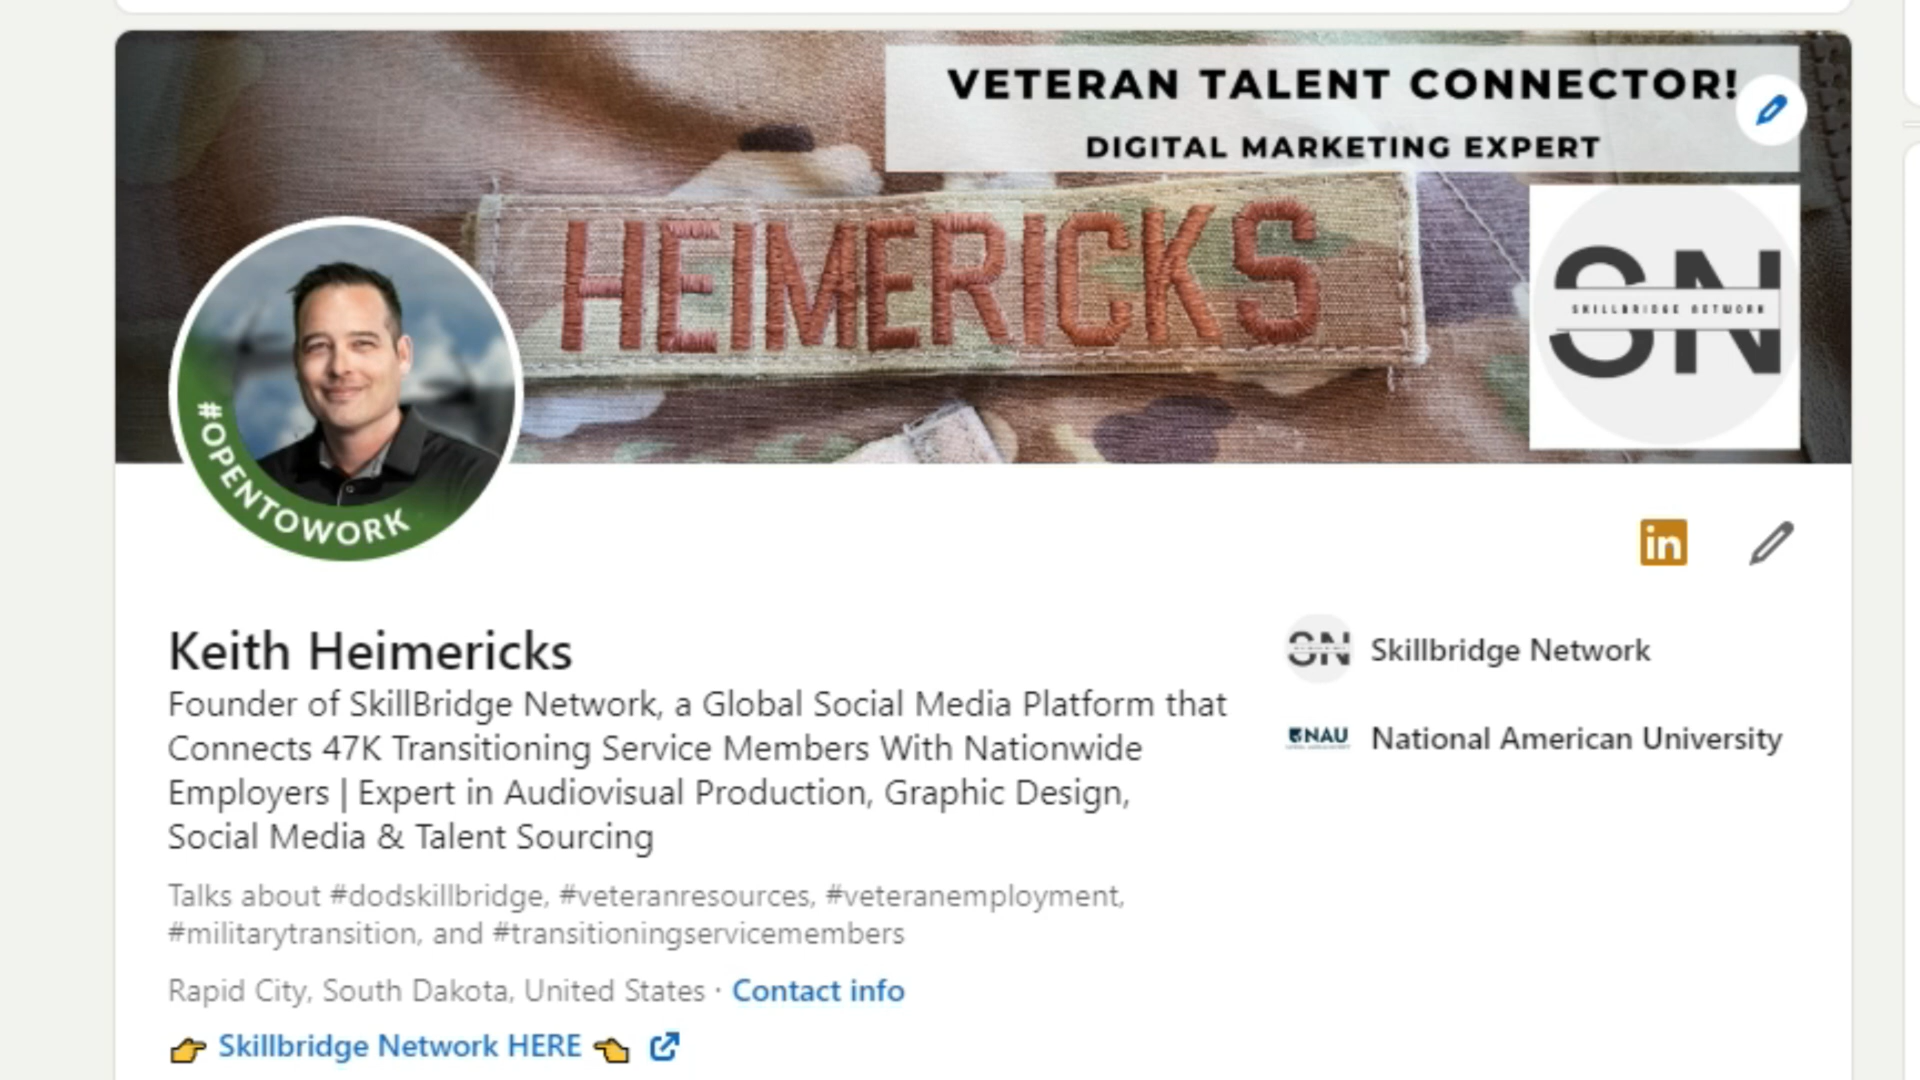 VETERAN TALENT CONNECTOR!
DIGITAL MARKETING EXPERT
HEIMERICKS
SN
SKILLBRIDGE NETWORK
#OPENTOWORK
in
Keith Heimericks
Founder of SkillBridge Network, a Global Social Media Platform that
Connects 47K Transitioning Service Members With Nationwide
Employers | Expert in Audiovisual Production, Graphic Design,
Social Media & Talent Sourcing
SN Skillbridge Network
NAU National American University
Talks about #dodskillbridge, #veteranresources, #veteranemployment,
#militarytransition, and #transitioningservicemembers
Rapid City, South Dakota, United States · Contact info
👉 Skillbridge Network HERE 👈